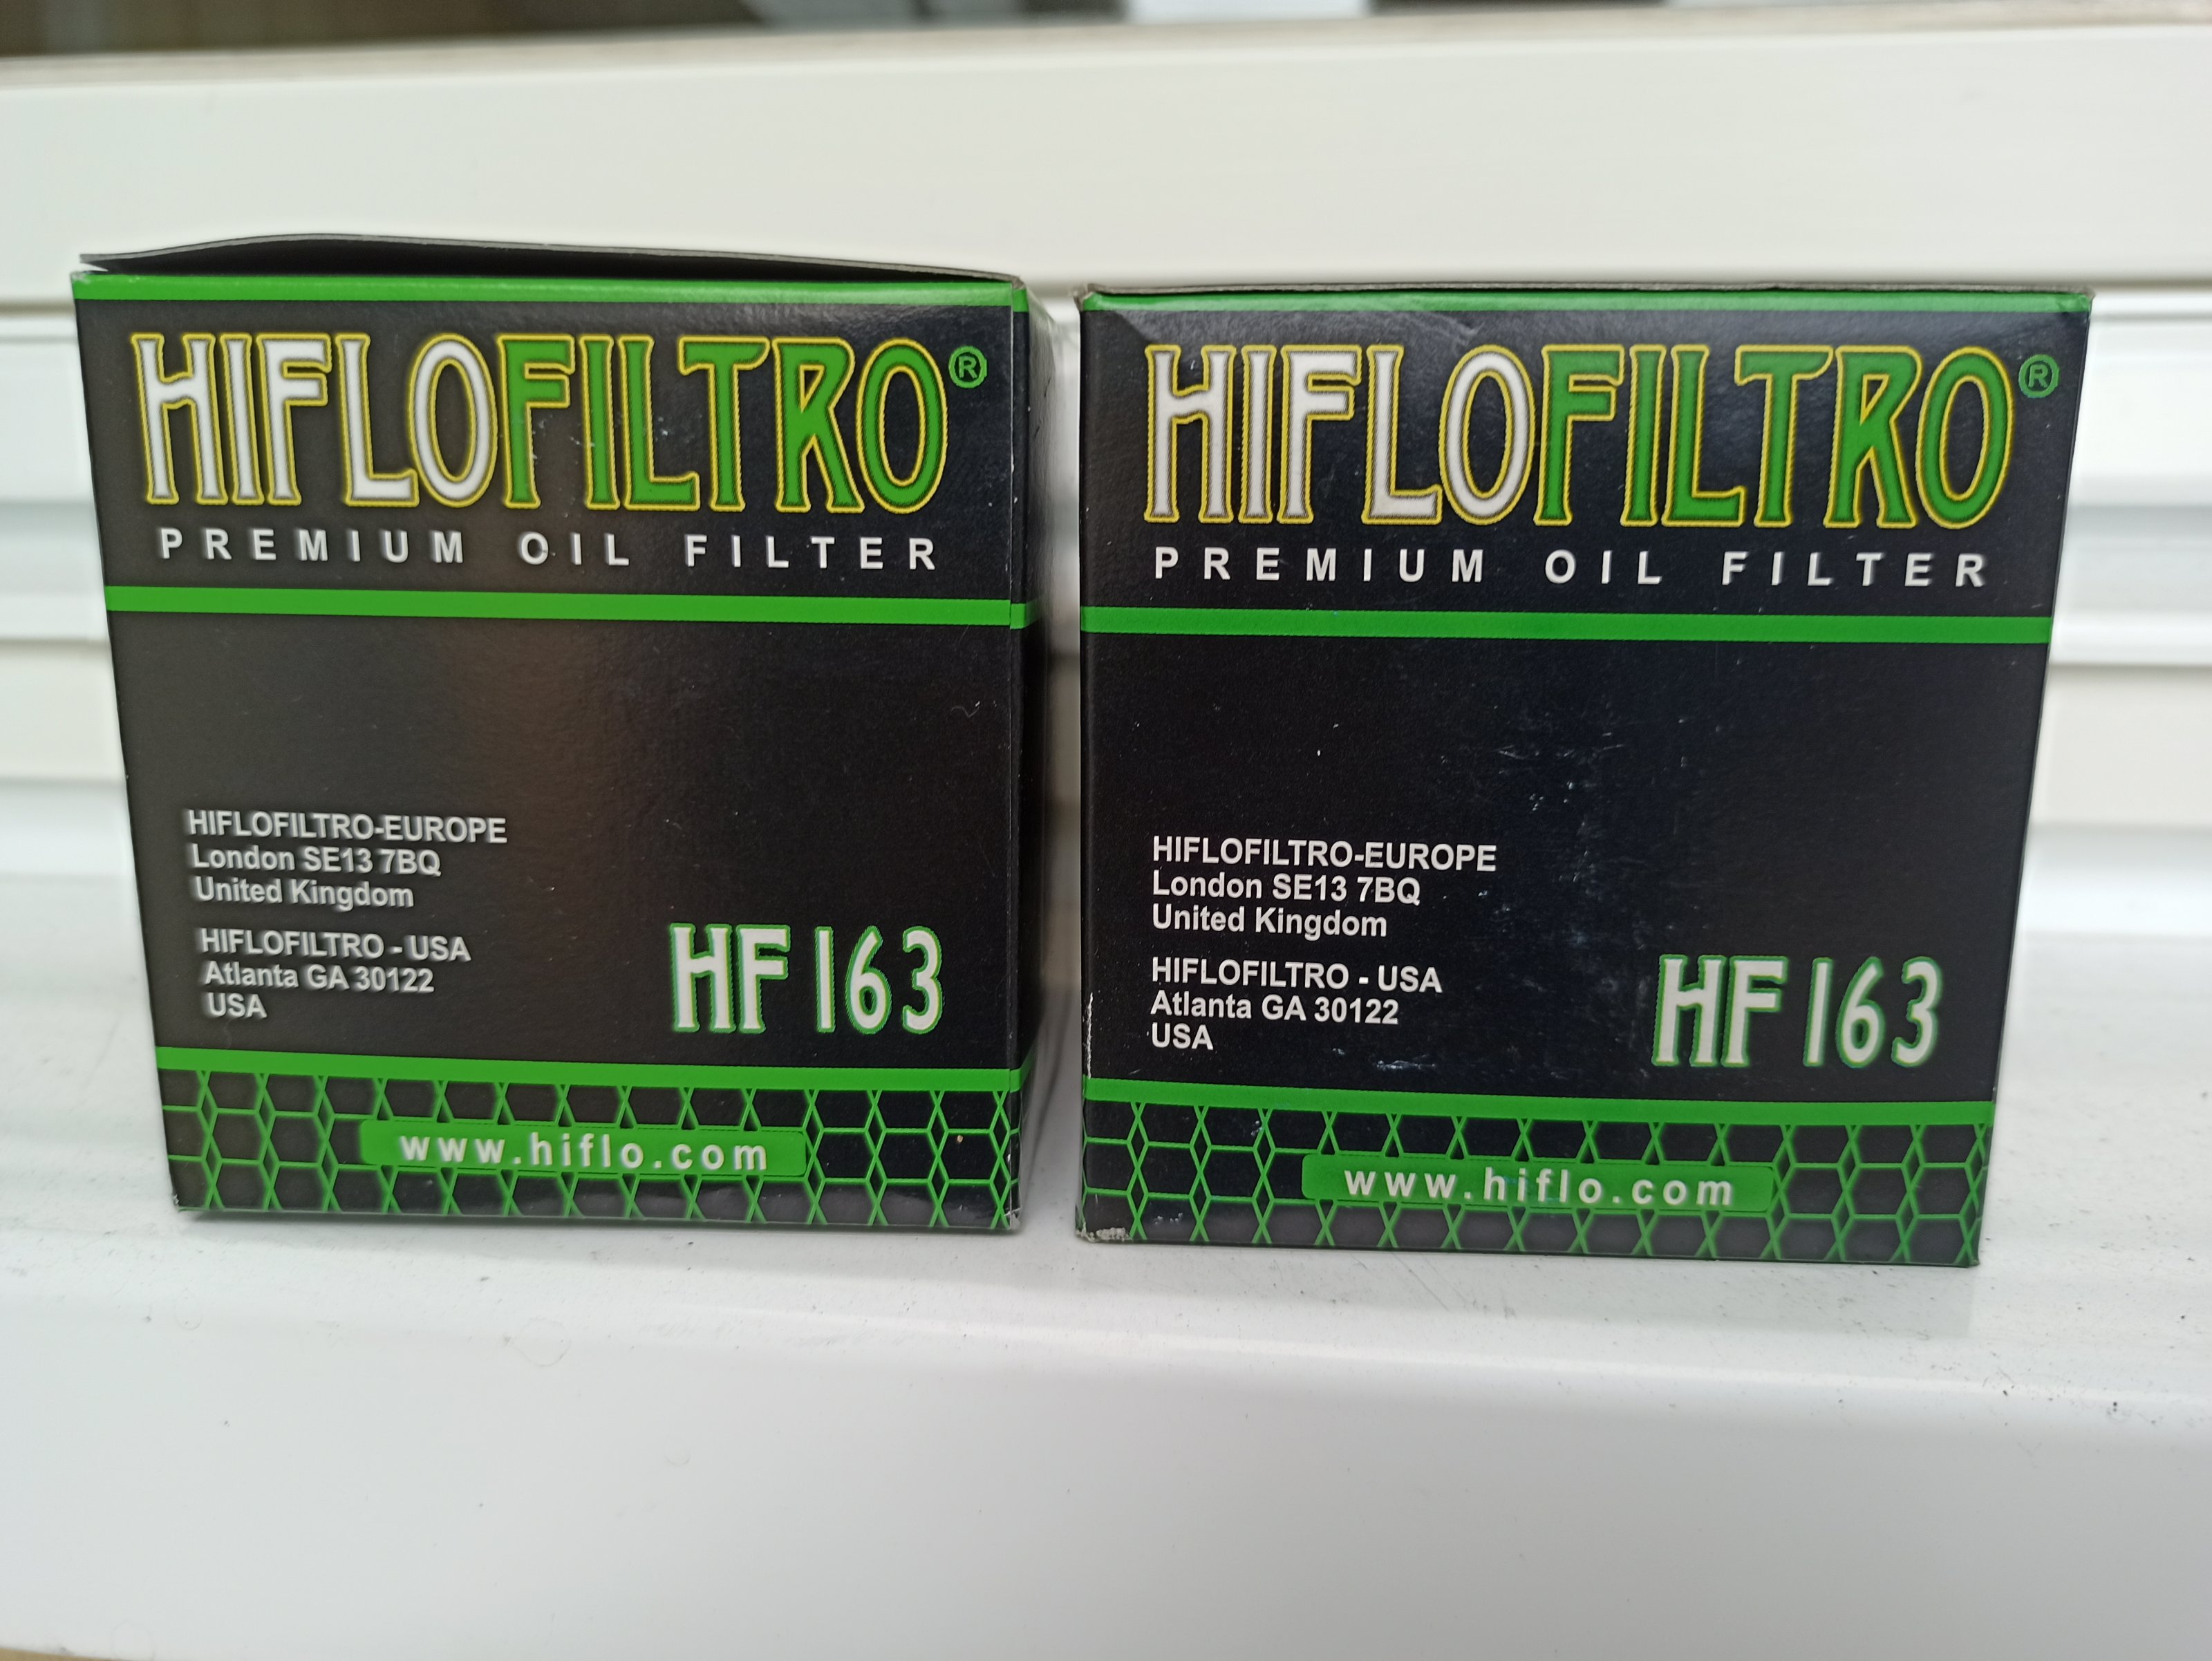 HIFLOFILTRO®
PREMIUM OIL FILTER
HIFLOFILTRO-EUROPE
London SE13 7BQ
United Kingdom
HIFLOFILTRO - USA
Atlanta GA 30122
USA
HF163
www.hiflo.com
HIFLOFILTRO®
PREMIUM OIL FILTER
HIFLOFILTRO-EUROPE
London SE13 7BQ
United Kingdom
HIFLOFILTRO - USA
Atlanta GA 30122
USA
HF163
www.hiflo.com